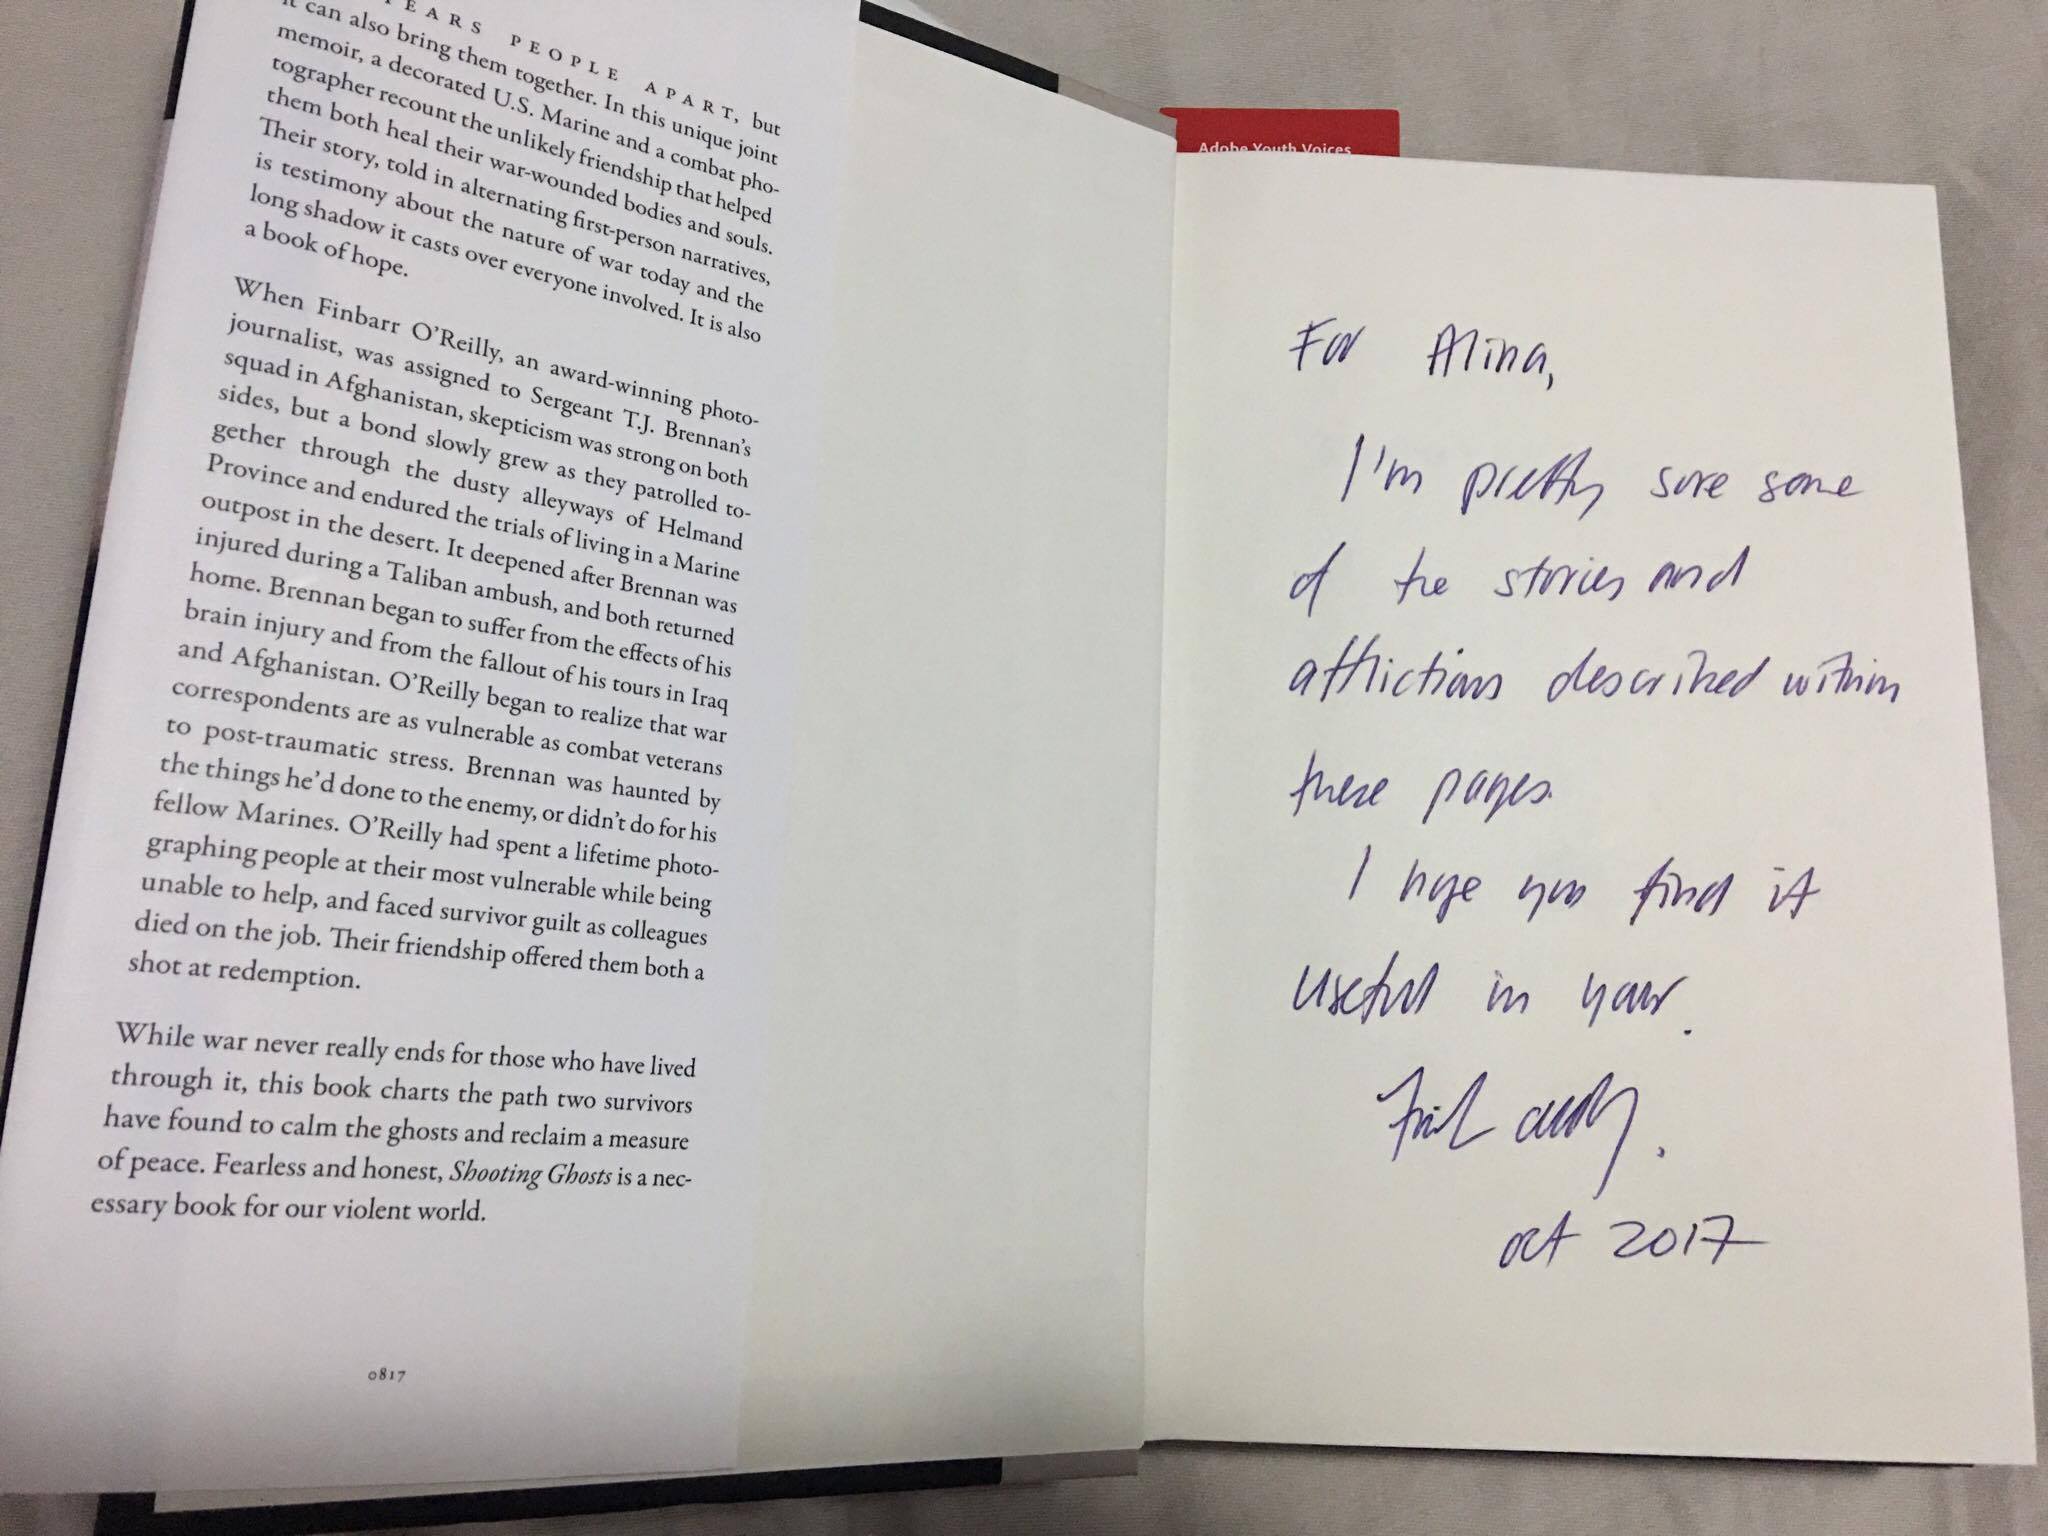 EARS PEOPLE APART, but
it can also bring them together. In this unique joint
memoir, a decorated U.S. Marine and a combat pho-
tographer recount the unlikely friendship that helped
them both heal their war-wounded bodies and souls.
Their story, told in alternating first-person narratives,
is testimony about the nature of war today and the
long shadow it casts over everyone involved. It is also
a book of hope.
When Finbarr O'Reilly, an award-winning photo-
journalist, was assigned to Sergeant T.J. Brennan's
squad in Afghanistan, skepticism was strong on both
sides, but a bond slowly grew as they patrolled to-
gether through the dusty alleyways of Helmand
Province and endured the trials of living in a Marine
outpost in the desert. It deepened after Brennan was
injured during a Taliban ambush, and both returned
home. Brennan began to suffer from the effects of his
brain injury and from the fallout of his tours in Iraq
and Afghanistan. O'Reilly began to realize that war
correspondents are as vulnerable as combat veterans
to post-traumatic stress. Brennan was haunted by
the things he'd done to the enemy, or didn't do for his
fellow Marines. O'Reilly had spent a lifetime photo-
graphing people at their most vulnerable while being
unable to help, and faced survivor guilt as colleagues
died on the job. Their friendship offered them both a
shot at redemption.
While war never really ends for those who have lived
through it, this book charts the path two survivors
have found to calm the ghosts and reclaim a measure
of peace. Fearless and honest, Shooting Ghosts is a nec-
essary book for our violent world.
0817
Adobe Youth Voices
For Alina,
I'm pretty sure some
of the stories and
afflictions described within
these pages.
I hope you find it
useful in your.
oct 2017